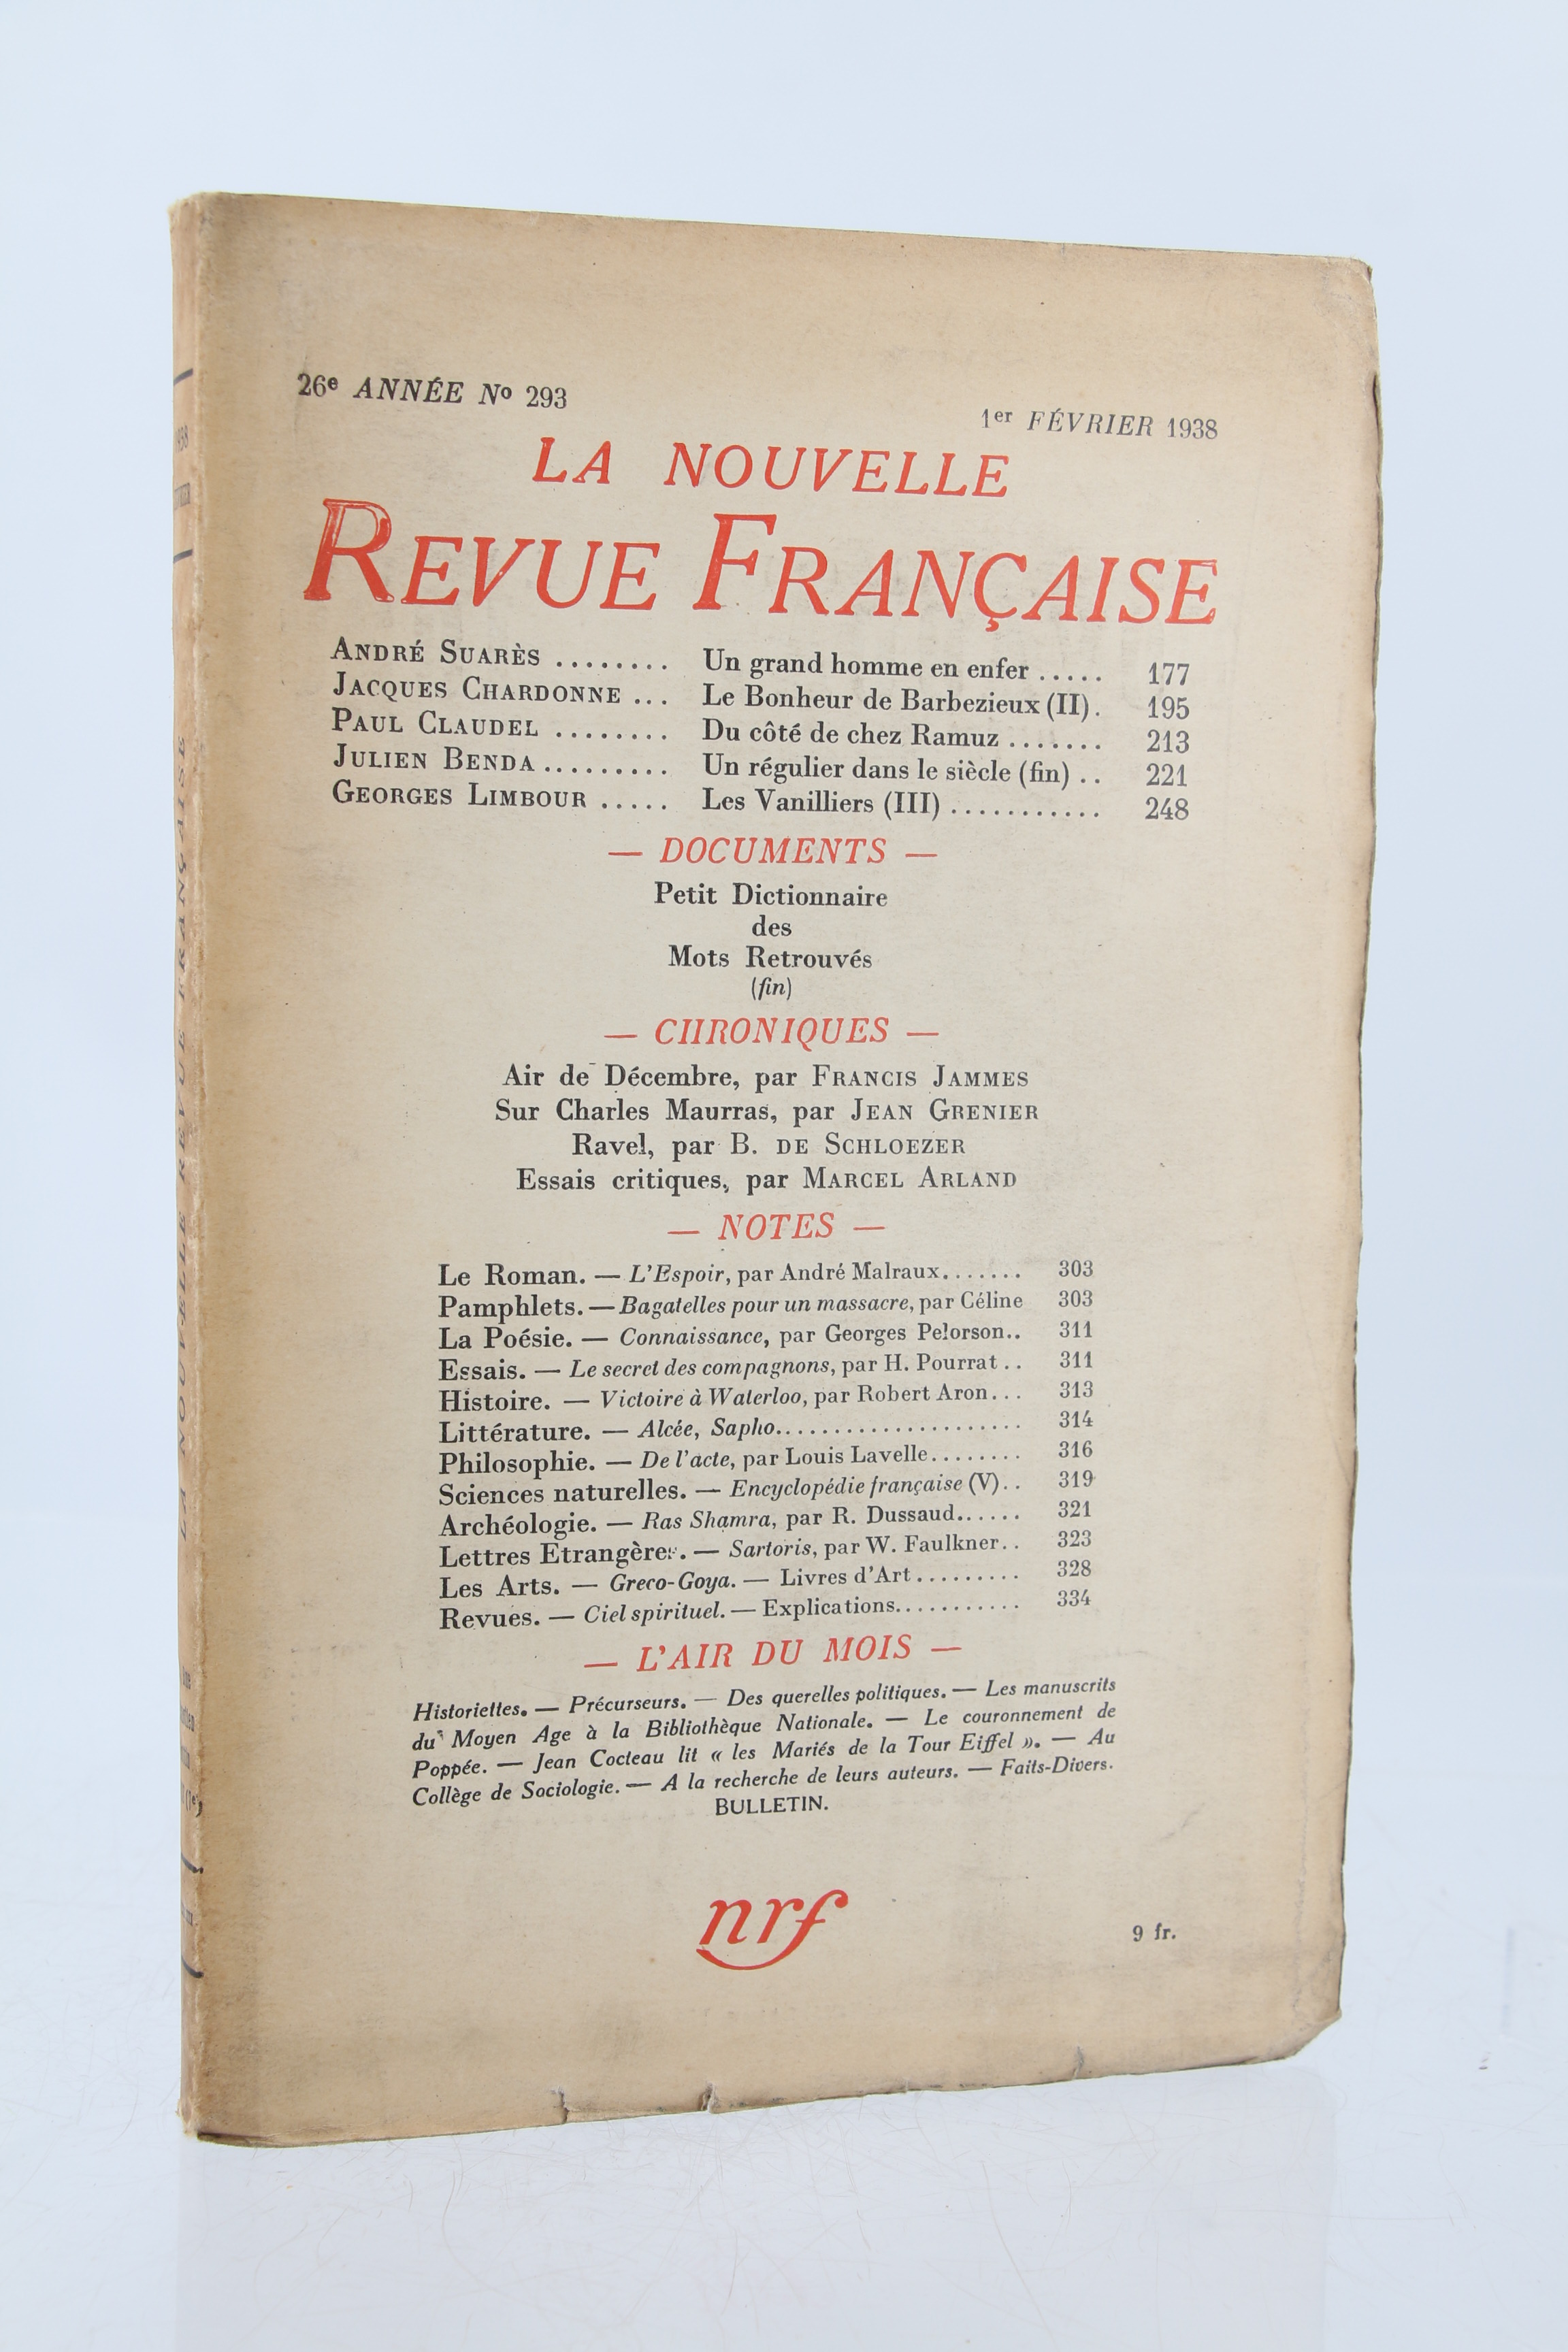 26e ANNÉE No 293
1er FÉVRIER 1938
LA NOUVELLE
REVUE FRANÇAISE
ANDRÉ SUARÈS ........ Un grand homme en enfer ..... 177
JACQUES CHARDONNE ... Le Bonheur de Barbezieux (II). 195
PAUL CLAUDEL ........ Du côté de chez Ramuz ....... 213
JULIEN BENDA ......... Un régulier dans le siècle (fin) .. 221
GEORGES LIMBOUR ..... Les Vanilliers (III) ........... 248
— DOCUMENTS —
Petit Dictionnaire
des
Mots Retrouvés
(fin)
— CHRONIQUES —
Air de Décembre, par FRANCIS JAMMES
Sur Charles Maurras, par JEAN GRENIER
Ravel, par B. DE SCHLOEZER
Essais critiques, par MARCEL ARLAND
— NOTES —
Le Roman. — L'Espoir, par André Malraux....... 303
Pamphlets. — Bagatelles pour un massacre, par Céline 303
La Poésie. — Connaissance, par Georges Pelorson.. 311
Essais. — Le secret des compagnons, par H. Pourrat .. 311
Histoire. — Victoire à Waterloo, par Robert Aron... 313
Littérature. — Alcée, Sapho...................... 314
Philosophie. — De l'acte, par Louis Lavelle........ 316
Sciences naturelles. — Encyclopédie française (V).. 319
Archéologie. — Ras Shamra, par R. Dussaud...... 321
Lettres Etrangères. — Sartoris, par W. Faulkner.. 323
Les Arts. — Greco-Goya. — Livres d'Art ......... 328
Revues. — Ciel spirituel. — Explications........... 334
— L'AIR DU MOIS —
Historiettes. — Précurseurs. — Des querelles politiques. — Les manuscrits
du Moyen Age à la Bibliothèque Nationale. — Le couronnement de
Poppée. — Jean Cocteau lit « les Mariés de la Tour Eiffel ». — Au
Collège de Sociologie. — A la recherche de leurs auteurs. — Faits-Divers.
BULLETIN.
nrf
9 fr.
LA NOUVELLE REVUE FRANÇAISE